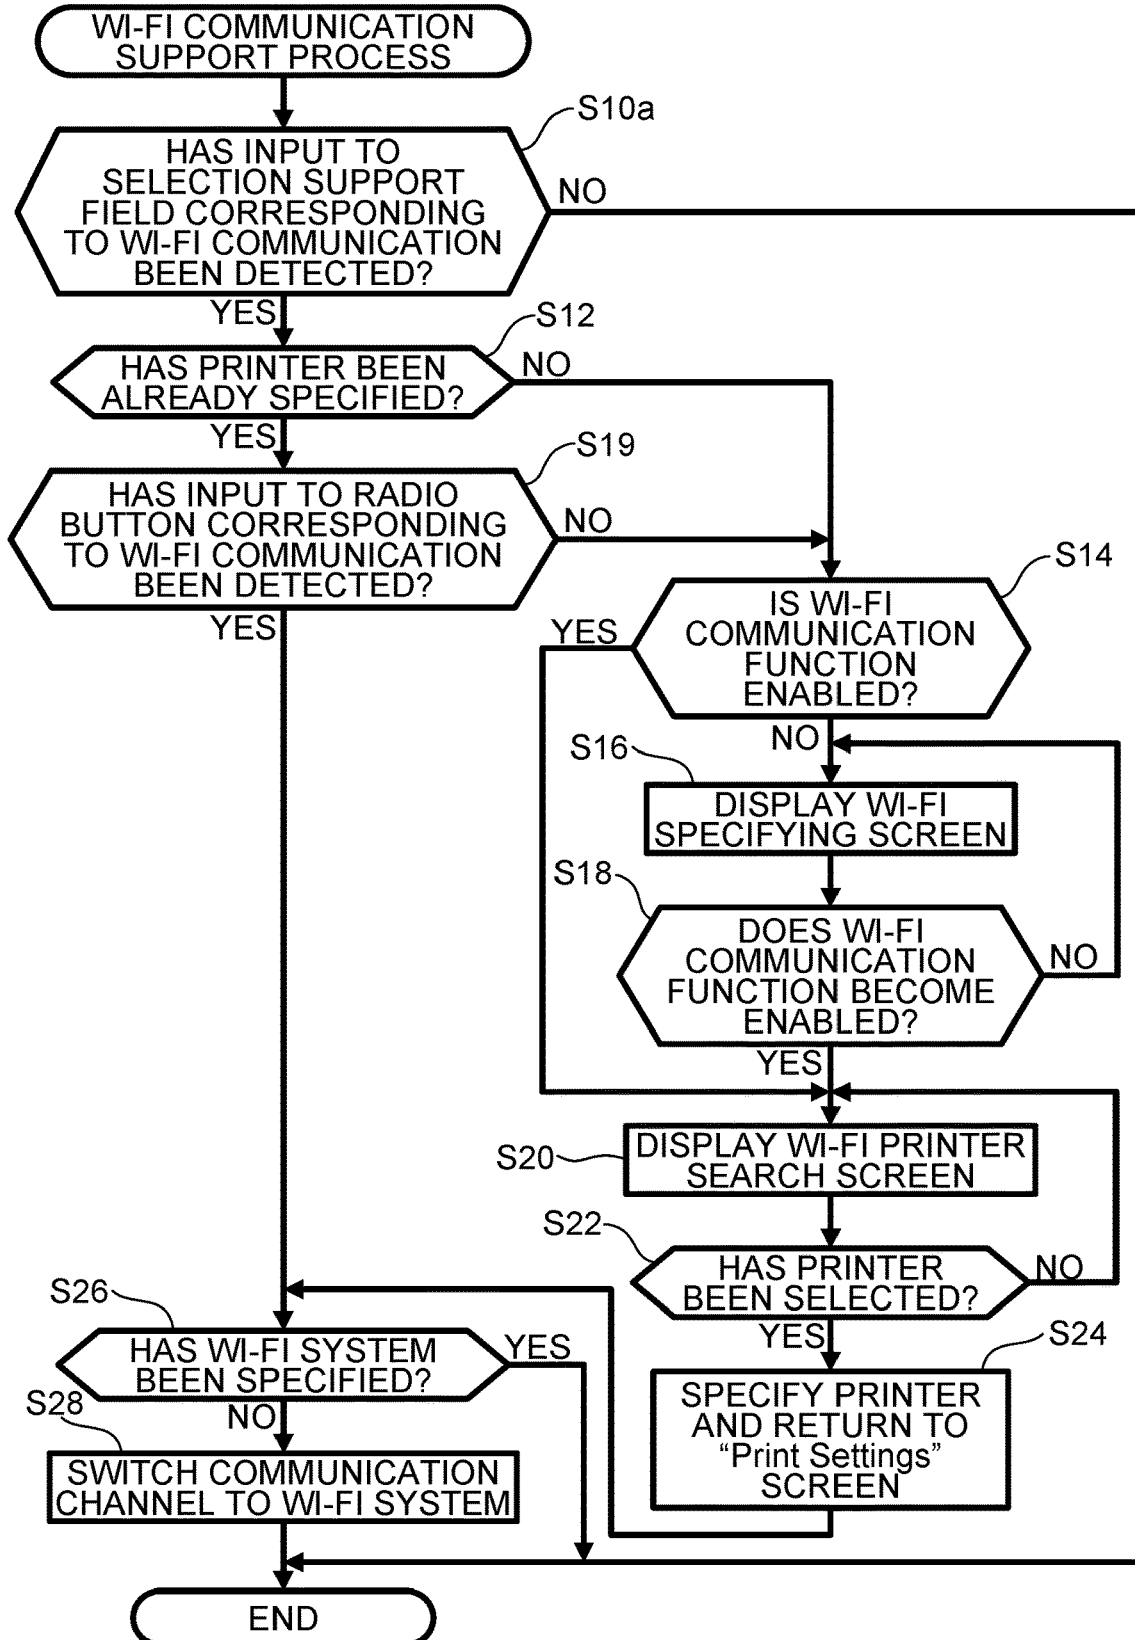 WI-FI COMMUNICATION
SUPPORT PROCESS
S10a
HAS INPUT TO
SELECTION SUPPORT
FIELD CORRESPONDING
TO WI-FI COMMUNICATION
BEEN DETECTED?
NO
YES
S12
HAS PRINTER BEEN
ALREADY SPECIFIED?
NO
YES
S19
HAS INPUT TO RADIO
BUTTON CORRESPONDING
TO WI-FI COMMUNICATION
BEEN DETECTED?
NO
YES
S14
IS WI-FI
COMMUNICATION
FUNCTION
ENABLED?
YES
NO
S16
DISPLAY WI-FI
SPECIFYING SCREEN
S18
DOES WI-FI
COMMUNICATION
FUNCTION BECOME
ENABLED?
NO
YES
S20
DISPLAY WI-FI PRINTER
SEARCH SCREEN
S22
HAS PRINTER
BEEN SELECTED?
NO
YES
S24
SPECIFY PRINTER
AND RETURN TO
“Print Settings”
SCREEN
S26
HAS WI-FI SYSTEM
BEEN SPECIFIED?
YES
NO
S28
SWITCH COMMUNICATION
CHANNEL TO WI-FI SYSTEM
END